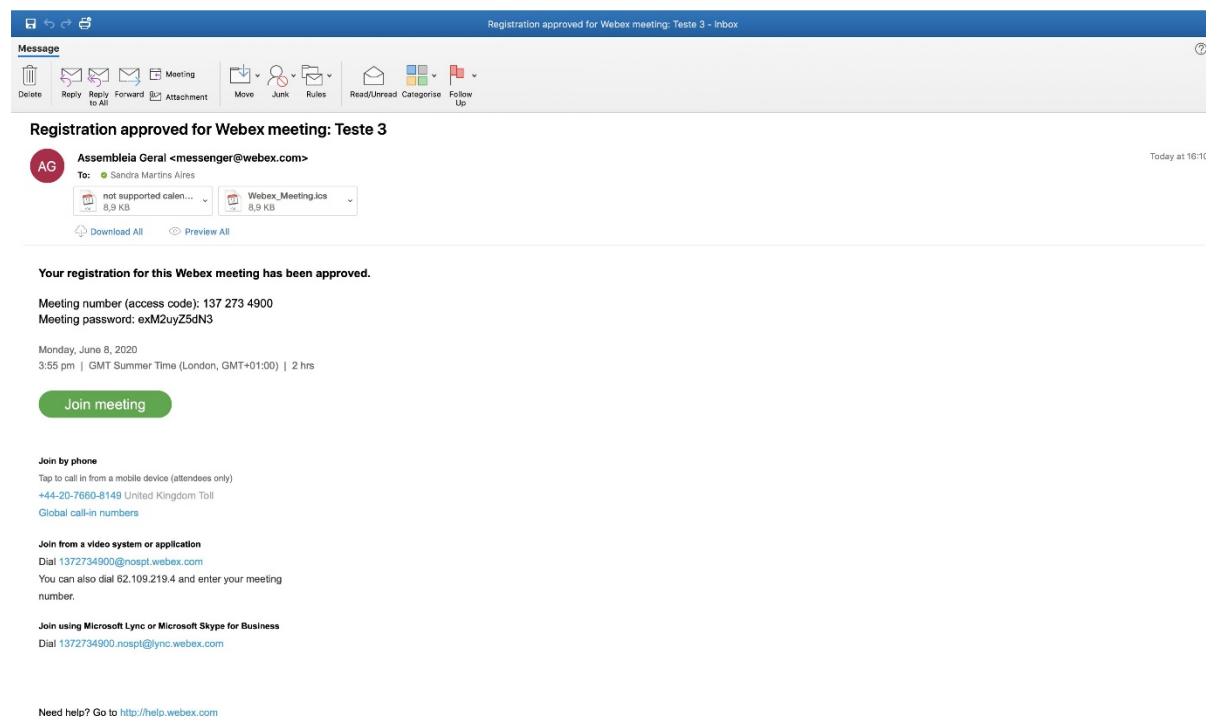 Registration approved for Webex meeting: Teste 3 - Inbox
Message
Meeting
Attachment
Delete Reply Reply to All Forward Move Junk Rules Read/Unread Categorise Follow Up
Registration approved for Webex meeting: Teste 3
AG
Assembleia Geral <messenger@webex.com>
Today at 16:10
To: Sandra Martins Aires
not supported calen... Webex_Meeting.ics
8,9 KB 8,9 KB
Download All Preview All
Your registration for this Webex meeting has been approved.
Meeting number (access code): 137 273 4900
Meeting password: exM2uyZ5dN3
Monday, June 8, 2020
3:55 pm | GMT Summer Time (London, GMT+01:00) | 2 hrs
Join meeting
Join by phone
Tap to call in from a mobile device (attendees only)
+44-20-7660-8149 United Kingdom Toll
Global call-in numbers
Join from a video system or application
Dial 1372734900@nospt.webex.com
You can also dial 62.109.219.4 and enter your meeting
number.
Join using Microsoft Lync or Microsoft Skype for Business
Dial 1372734900.nospt@lync.webex.com
Need help? Go to http://help.webex.com